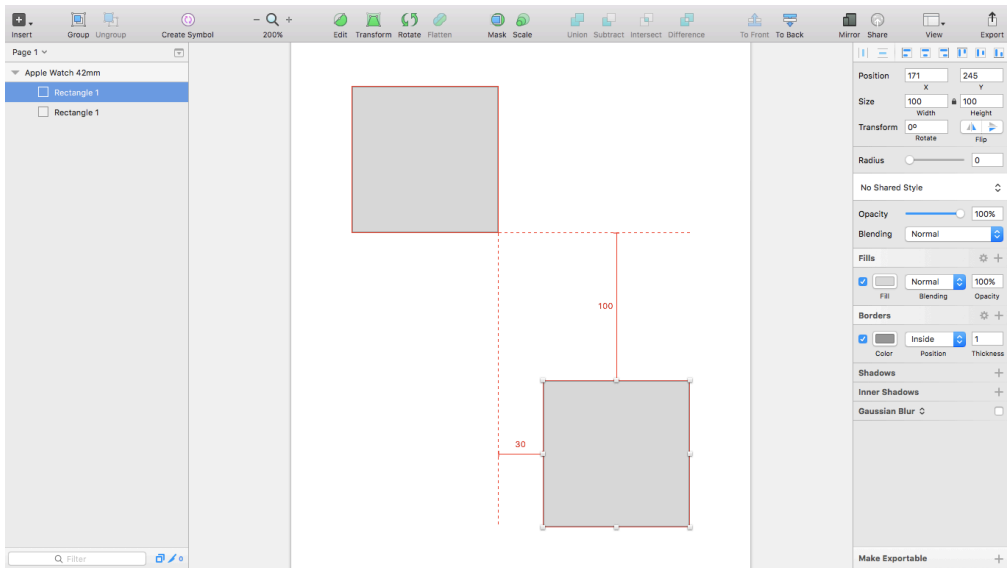 Insert Group Ungroup Create Symbol 200% Edit Transform Rotate Flatten Mask Scale Union Subtract Intersect Difference To Front To Back Mirror Share View Export
Page 1
Apple Watch 42mm
Rectangle 1
Rectangle 1
Filter
0
100
30
Position 171 245
X Y
Size 100 100
Width Height
Transform 0º
Rotate Flip
Radius 0
No Shared Style
Opacity 100%
Blending Normal
Fills
Normal 100%
Fill Blending Opacity
Borders
Inside 1
Color Position Thickness
Shadows
Inner Shadows
Gaussian Blur
Make Exportable